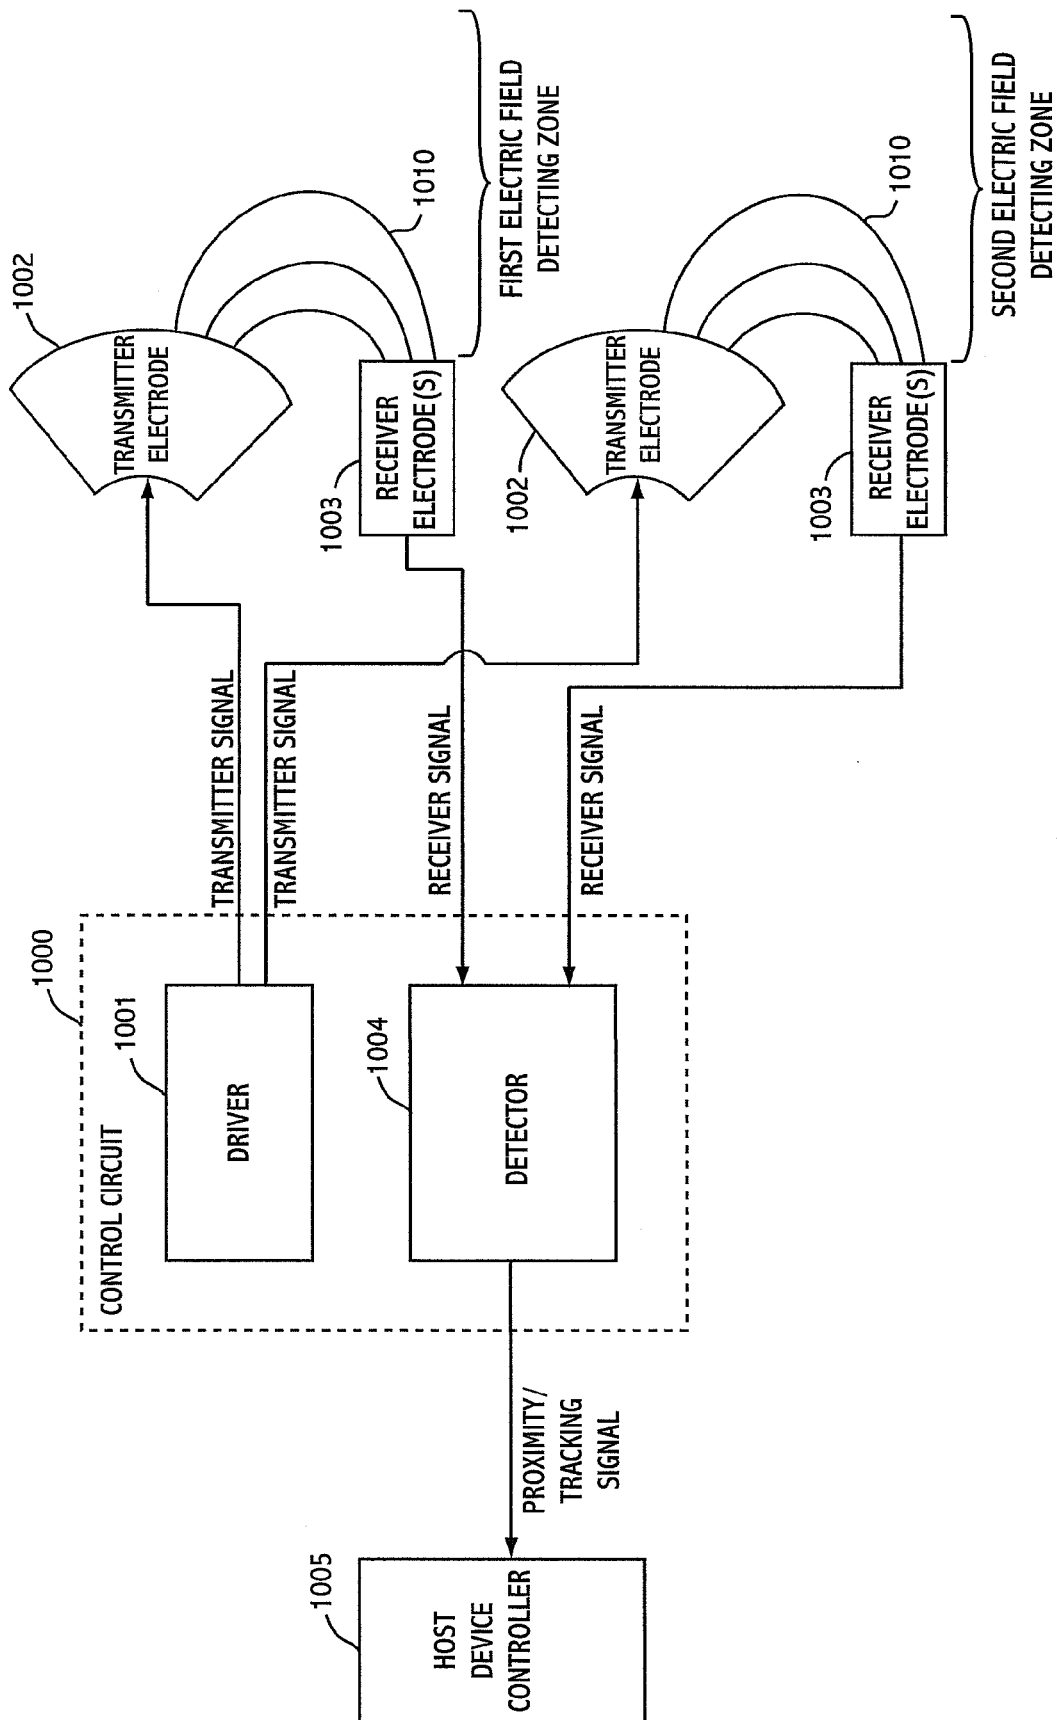 1000
CONTROL CIRCUIT
1001
DRIVER
1004
DETECTOR
1005
HOST
DEVICE
CONTROLLER
PROXIMITY/
TRACKING
SIGNAL
TRANSMITTER SIGNAL
TRANSMITTER SIGNAL
RECEIVER SIGNAL
RECEIVER SIGNAL
1002
TRANSMITTER
ELECTRODE
1003
RECEIVER
ELECTRODE(S)
1010
FIRST ELECTRIC FIELD
DETECTING ZONE
1002
TRANSMITTER
ELECTRODE
1003
RECEIVER
ELECTRODE(S)
1010
SECOND ELECTRIC FIELD
DETECTING ZONE